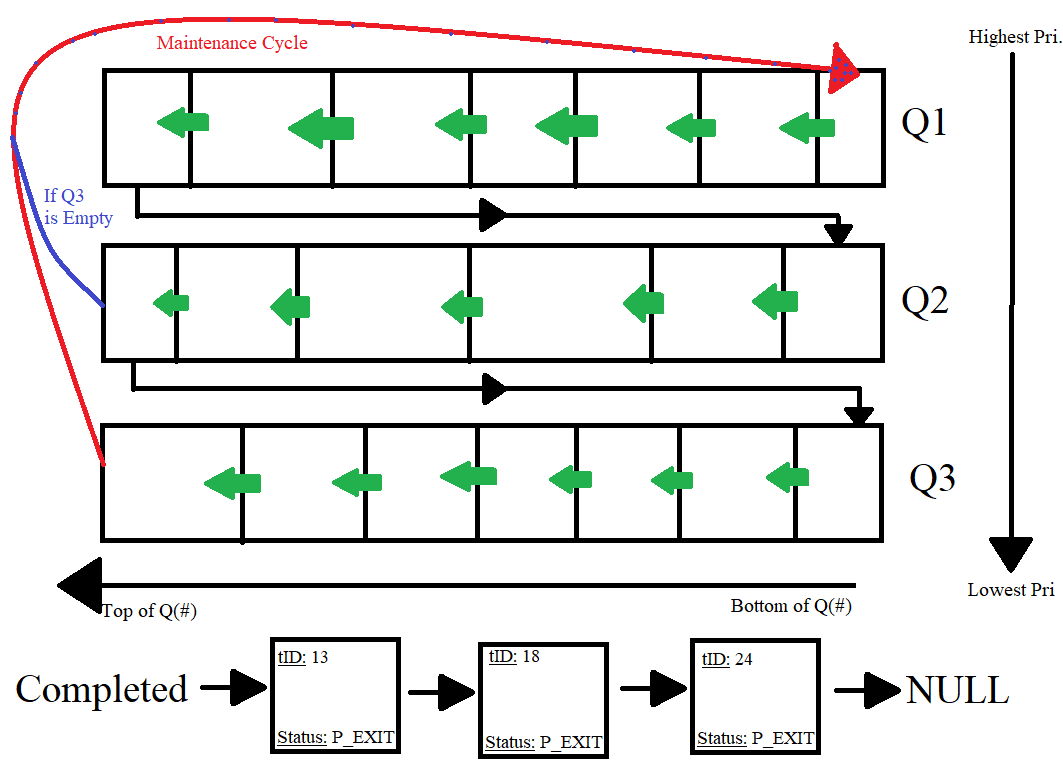 Maintenance Cycle
Highest Pri.
Q1
If Q3
is Empty
Q2
Q3
Lowest Pri
Top of Q(#)
Bottom of Q(#)
Completed
tID: 13
Status: P_EXIT
tID: 18
Status: P_EXIT
tID: 24
Status: P_EXIT
NULL